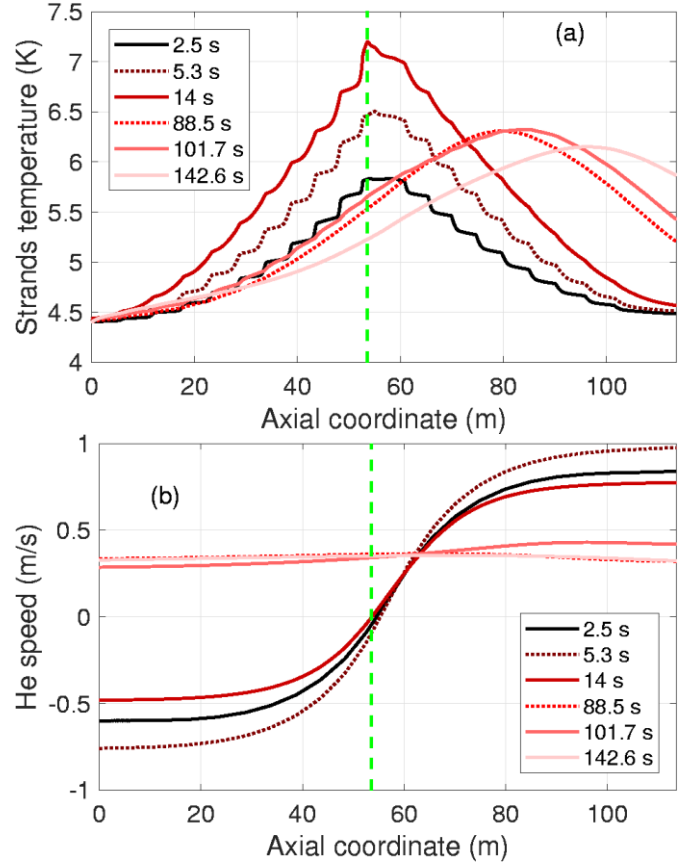 (a)
Strands temperature (K)
7.5
7
6.5
6
5.5
5
4.5
4
2.5 s
5.3 s
14 s
88.5 s
101.7 s
142.6 s
0 20 40 60 80 100
Axial coordinate (m)
(b)
He speed (m/s)
1
0.5
0
-0.5
-1
2.5 s
5.3 s
14 s
88.5 s
101.7 s
142.6 s
0 20 40 60 80 100
Axial coordinate (m)